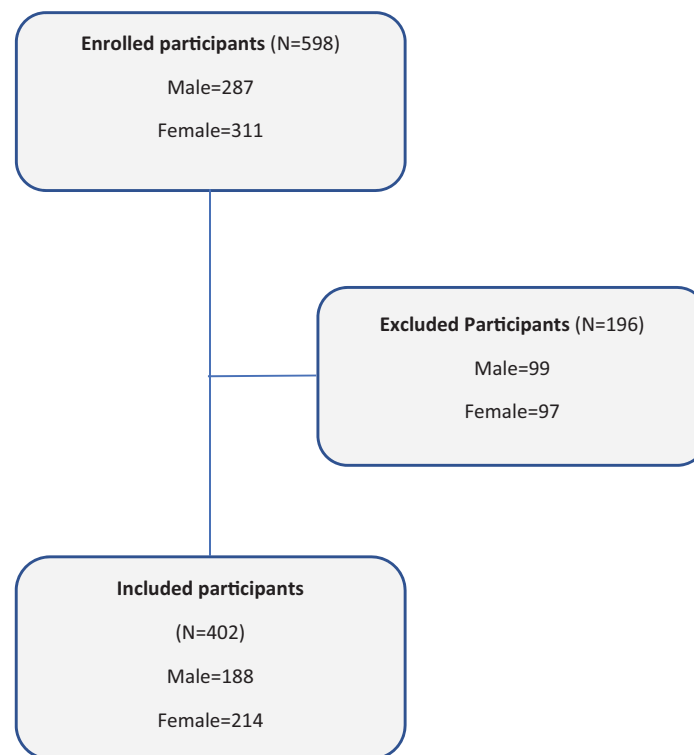 Enrolled participants (N=598)
Male=287
Female=311
Excluded Participants (N=196)
Male=99
Female=97
Included participants
(N=402)
Male=188
Female=214